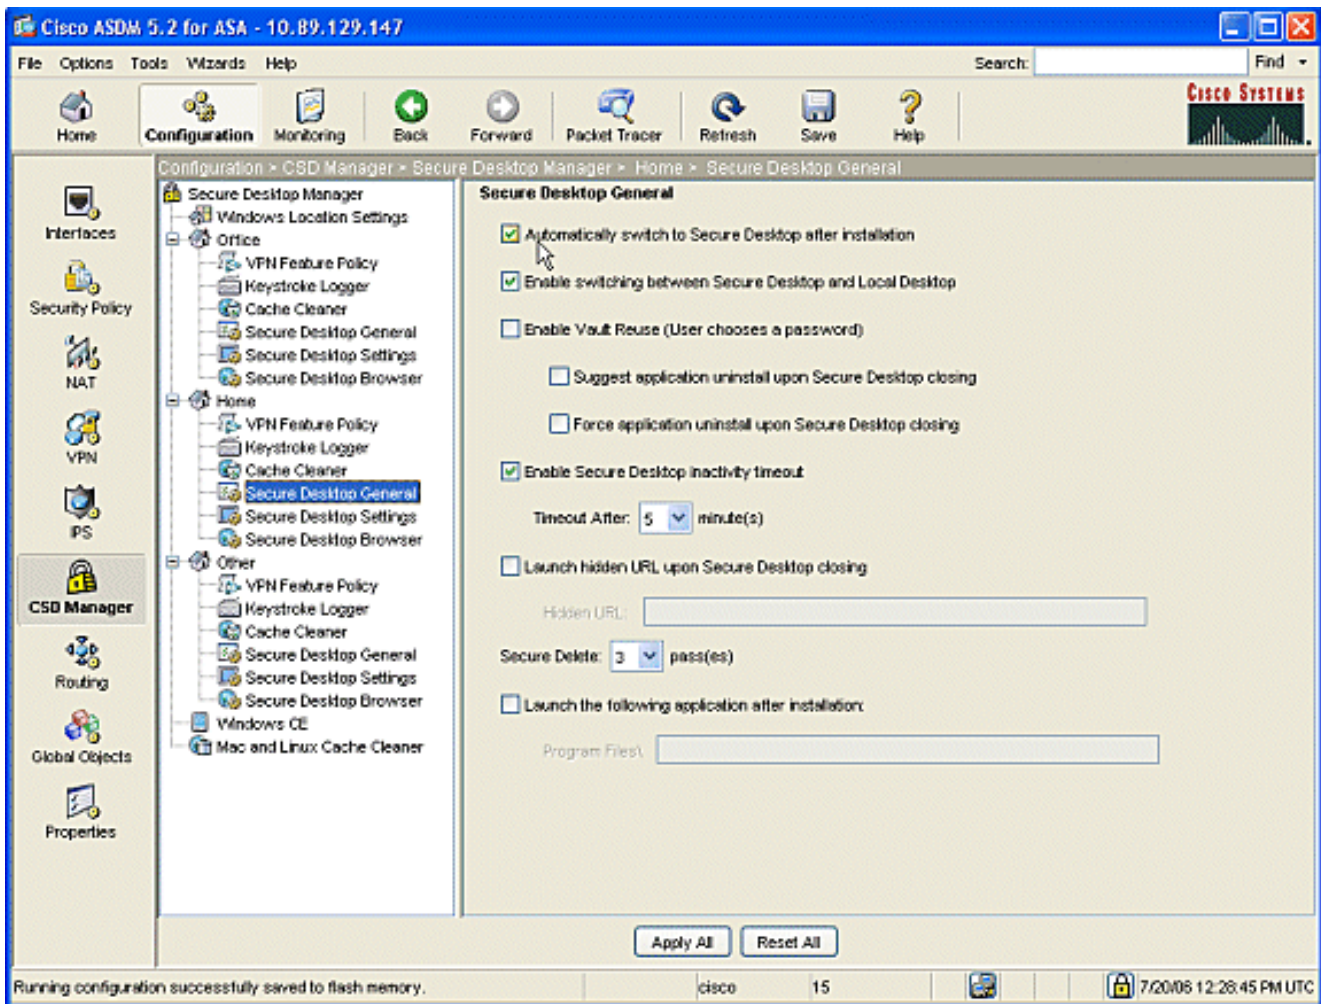 Cisco ASDM 5.2 for ASA - 10.89.129.147
File Options Tools Wizards Help Search: Find
Home Configuration Monitoring Back Forward Packet Tracer Refresh Save Help
CISCO SYSTEMS
Configuration > CSD Manager > Secure Desktop Manager > Home > Secure Desktop General
Interfaces
Security Policy
NAT
VPN
IPS
CSD Manager
Routing
Global Objects
Properties
Secure Desktop Manager
Windows Location Settings
Office
VPN Feature Policy
Keystroke Logger
Cache Cleaner
Secure Desktop General
Secure Desktop Settings
Secure Desktop Browser
Home
VPN Feature Policy
Keystroke Logger
Cache Cleaner
Secure Desktop General
Secure Desktop Settings
Secure Desktop Browser
Other
VPN Feature Policy
Keystroke Logger
Cache Cleaner
Secure Desktop General
Secure Desktop Settings
Secure Desktop Browser
Windows CE
Mac and Linux Cache Cleaner
Secure Desktop General
Automatically switch to Secure Desktop after installation
Enable switching between Secure Desktop and Local Desktop
Enable Vault Reuse (User chooses a password)
Suggest application uninstall upon Secure Desktop closing
Force application uninstall upon Secure Desktop closing
Enable Secure Desktop inactivity timeout
Timeout After: 5 minute(s)
Launch hidden URL upon Secure Desktop closing
Hidden URL:
Secure Delete: 3 pass(es)
Launch the following application after installation:
Program Files\
Apply All Reset All
Running configuration successfully saved to flash memory. cisco 15 7/20/06 12:28:45 PM UTC